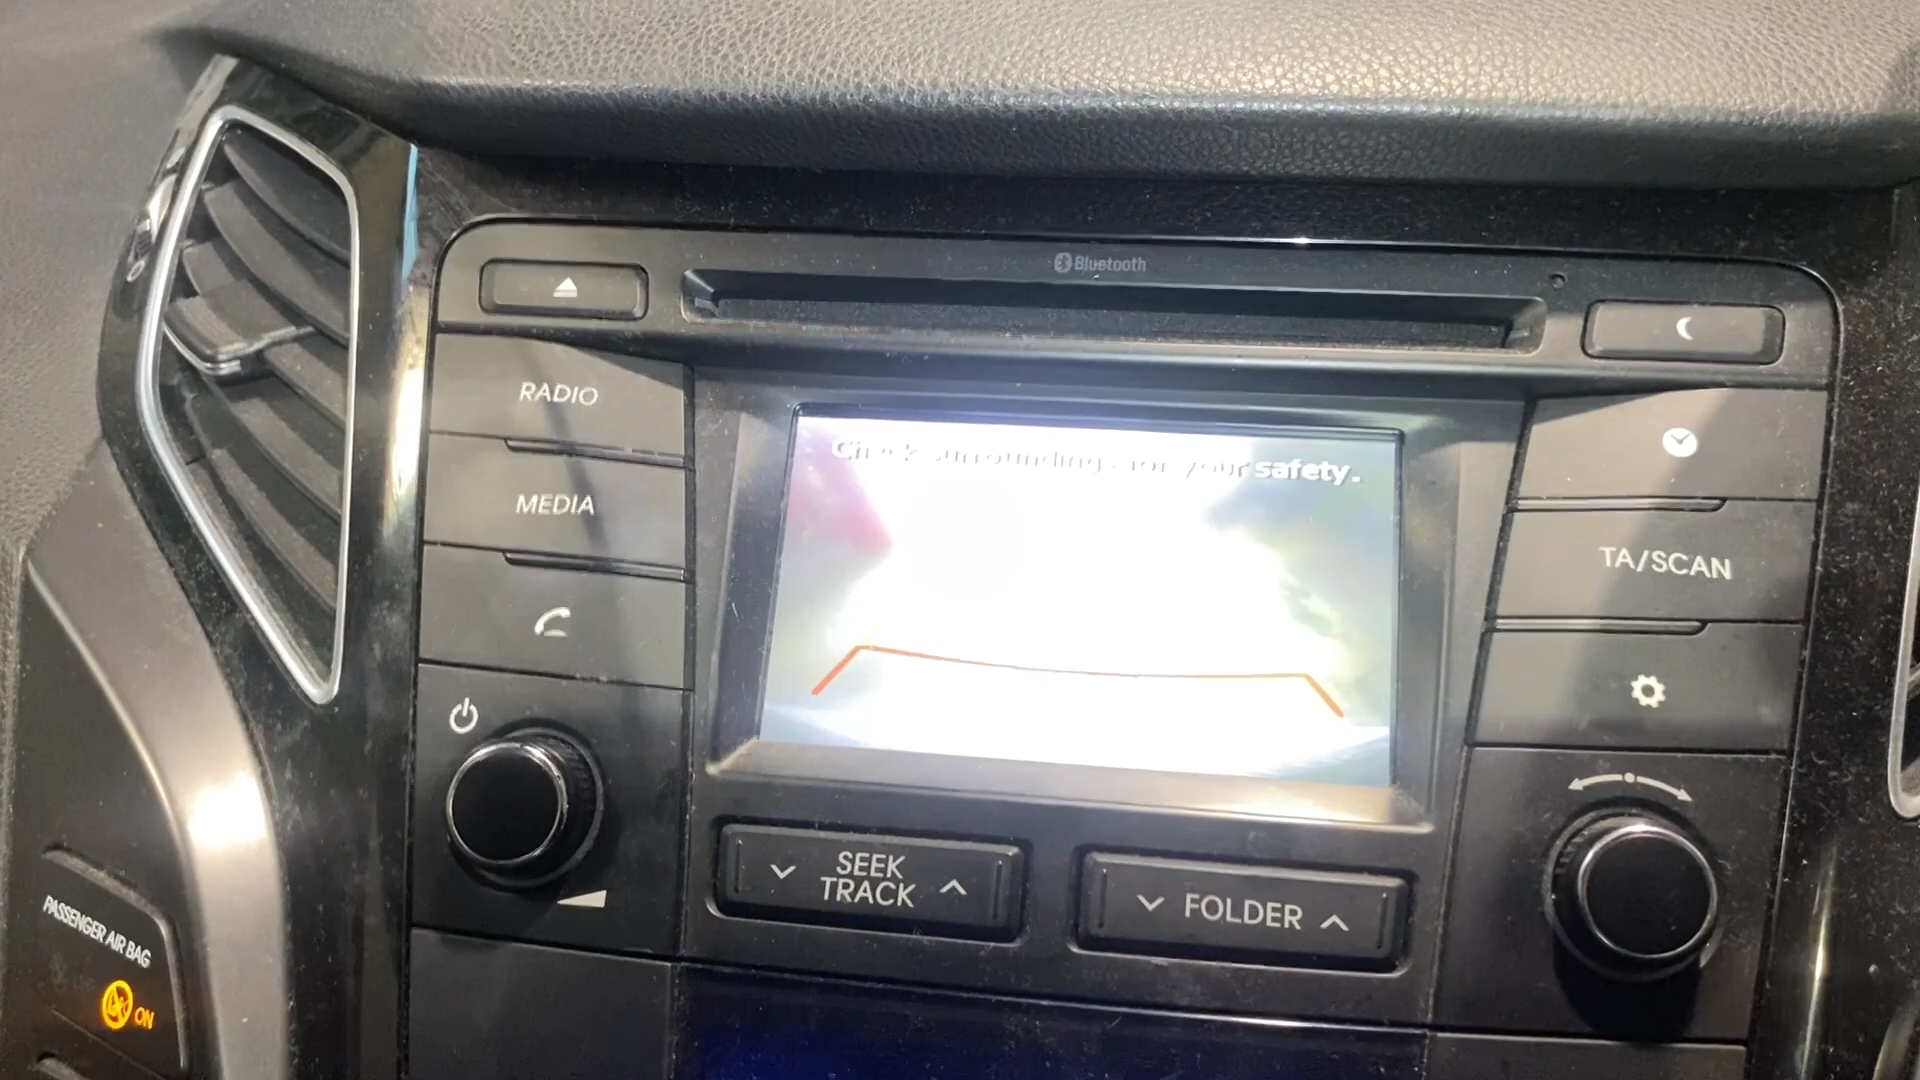 Bluetooth
RADIO
MEDIA
Check surroundings for your safety.
TA/SCAN
SEEK
TRACK
FOLDER
PASSENGER AIR BAG
ON